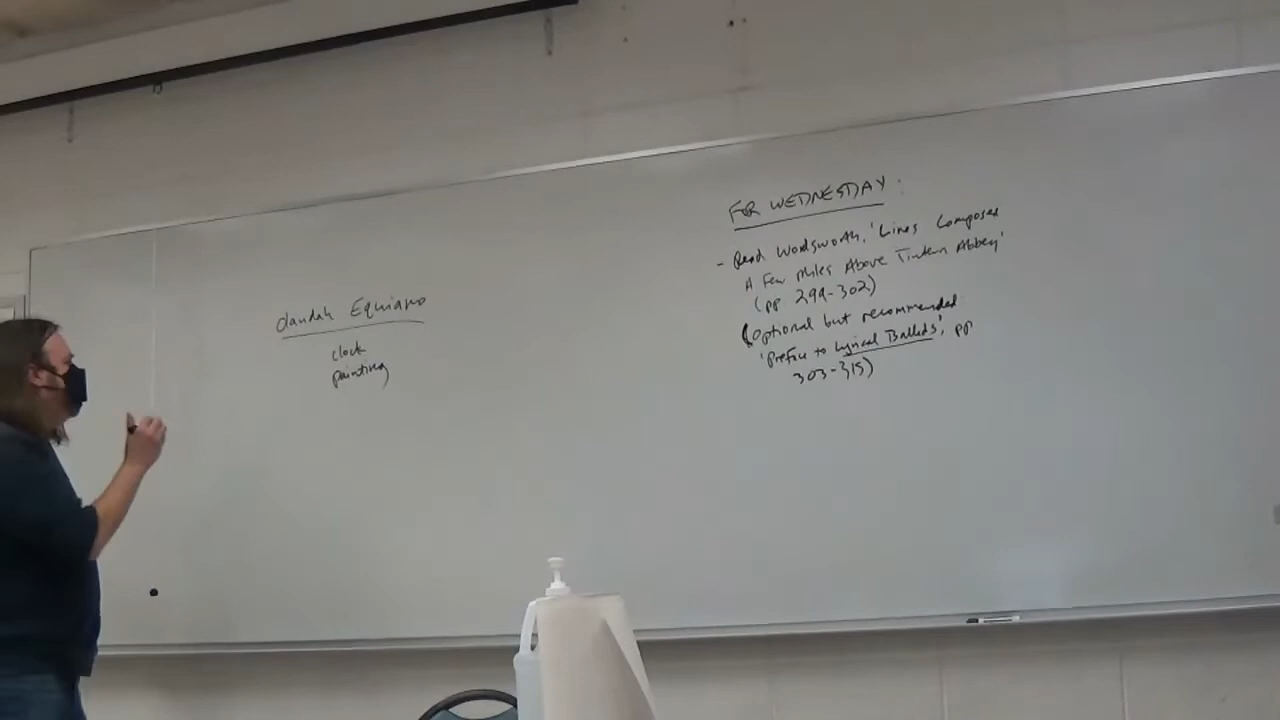 Olaudah Equiano
clock
painting
FOR WEDNESDAY:
- Read Wordsworth, 'Lines Composed
A Few Miles Above Tintern Abbey'
(pp 299-302)
(optional but recommended
'Preface to Lyrical Ballads', pp
303-315)